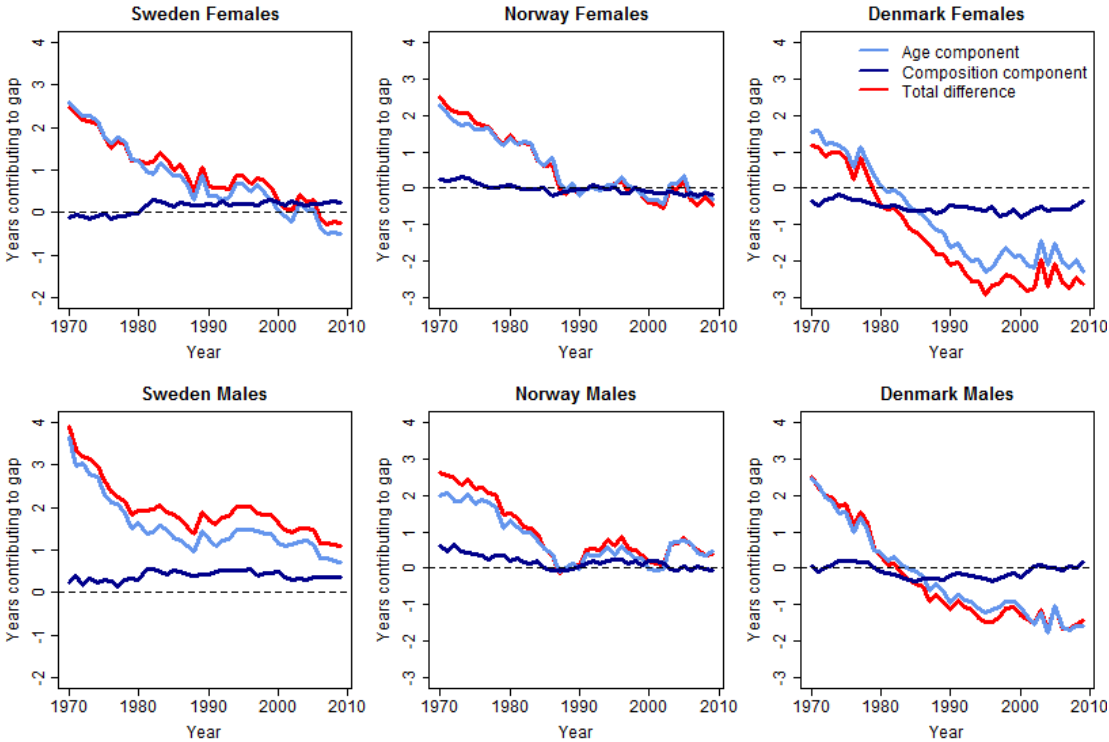 Sweden Females
Norway Females
Denmark Females
Years contributing to gap
4
3
2
1
0
-1
-2
1970 1980 1990 2000 2010
Year
Years contributing to gap
4
3
2
1
0
-1
-2
-3
1970 1980 1990 2000 2010
Year
Years contributing to gap
4
3
2
1
0
-1
-2
-3
Age component
Composition component
Total difference
1970 1980 1990 2000 2010
Year
Sweden Males
Norway Males
Denmark Males
Years contributing to gap
4
3
2
1
0
-1
-2
1970 1980 1990 2000 2010
Year
Years contributing to gap
4
3
2
1
0
-1
-2
-3
1970 1980 1990 2000 2010
Year
Years contributing to gap
4
3
2
1
0
-1
-2
-3
1970 1980 1990 2000 2010
Year